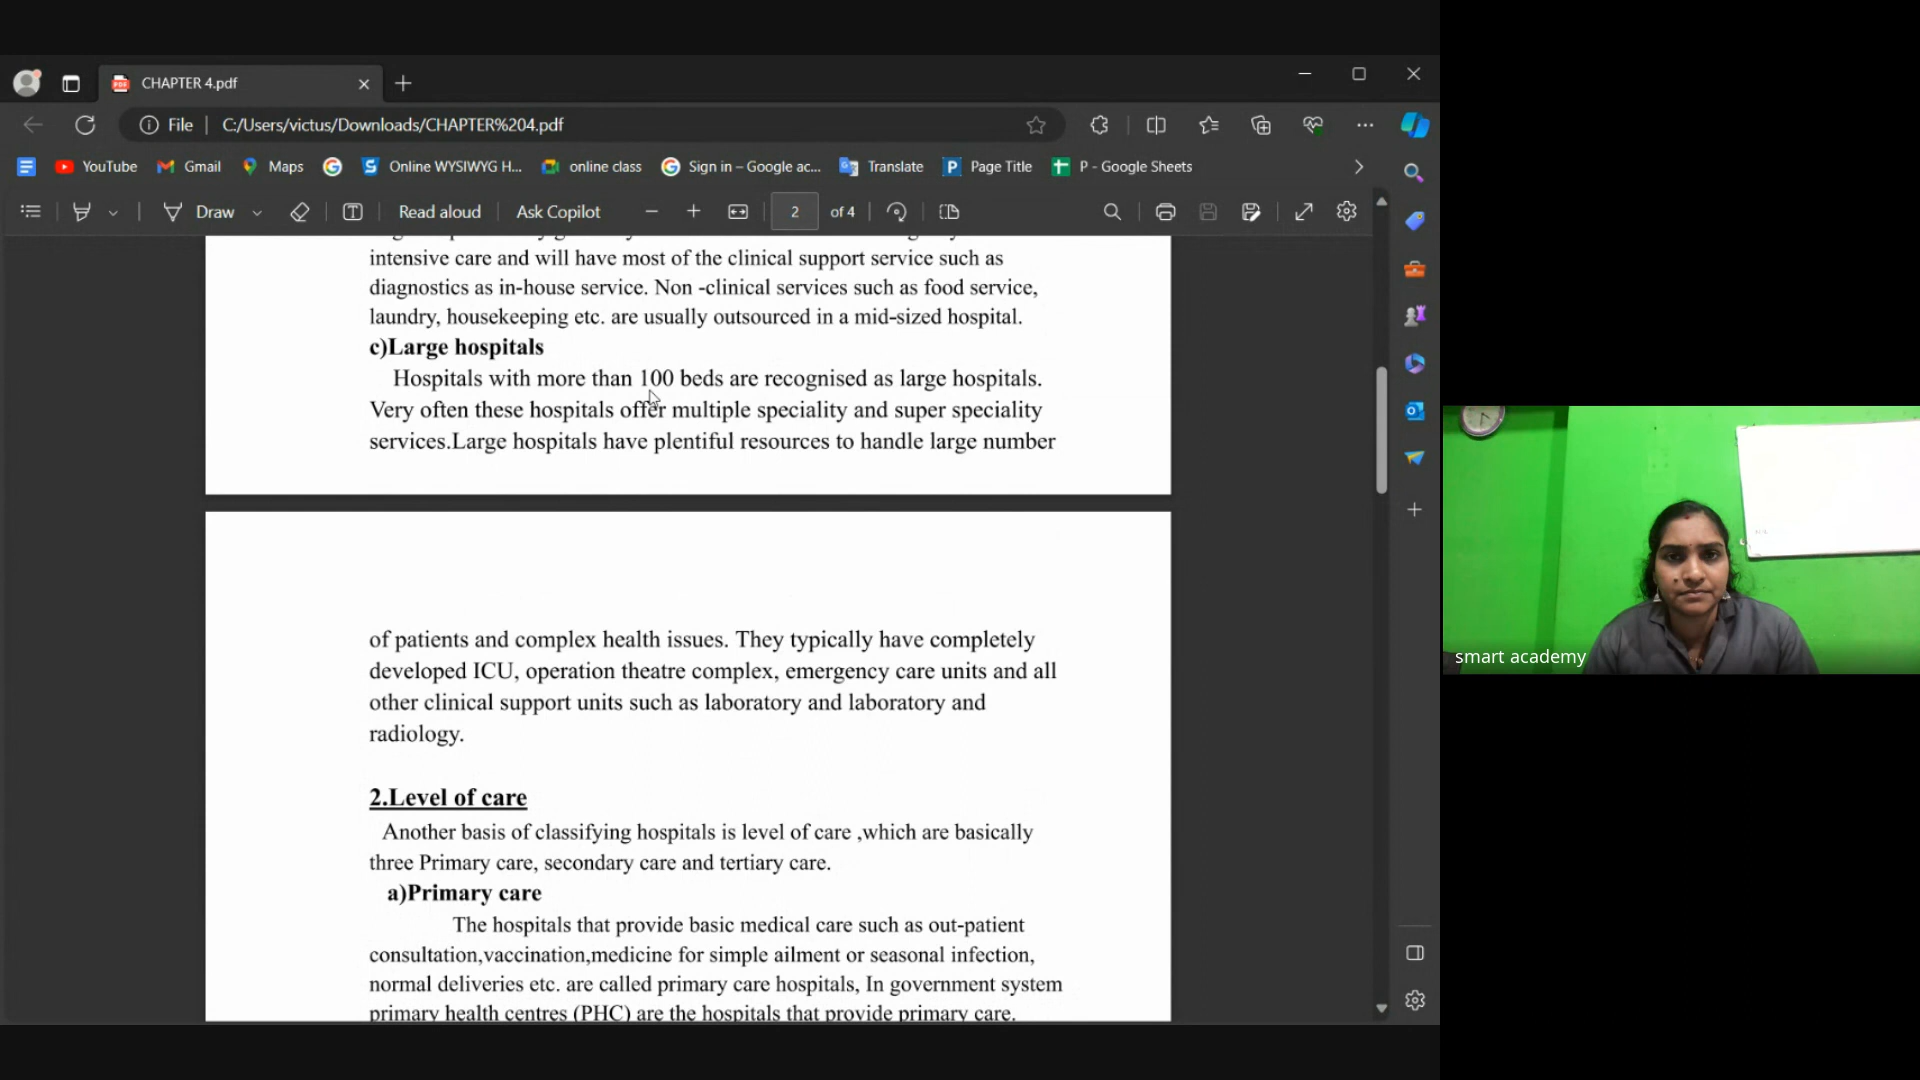 CHAPTER 4.pdf
File
C:/Users/victus/Downloads/CHAPTER%204.pdf
YouTube
Gmail
Maps
Online WYSIWYG H...
online class
Sign in – Google ac...
Translate
Page Title
P - Google Sheets
Draw
Read aloud
Ask Copilot
2
of 4
intensive care and will have most of the clinical support service such as
diagnostics as in-house service. Non -clinical services such as food service,
laundry, housekeeping etc. are usually outsourced in a mid-sized hospital.
c)Large hospitals
Hospitals with more than 100 beds are recognised as large hospitals.
Very often these hospitals offer multiple speciality and super speciality
services.Large hospitals have plentiful resources to handle large number
of patients and complex health issues. They typically have completely
developed ICU, operation theatre complex, emergency care units and all
other clinical support units such as laboratory and laboratory and
radiology.
2.Level of care
Another basis of classifying hospitals is level of care ,which are basically
three Primary care, secondary care and tertiary care.
a)Primary care
The hospitals that provide basic medical care such as out-patient
consultation,vaccination,medicine for simple ailment or seasonal infection,
normal deliveries etc. are called primary care hospitals, In government system
primary health centres (PHC) are the hospitals that provide primary care.
smart academy